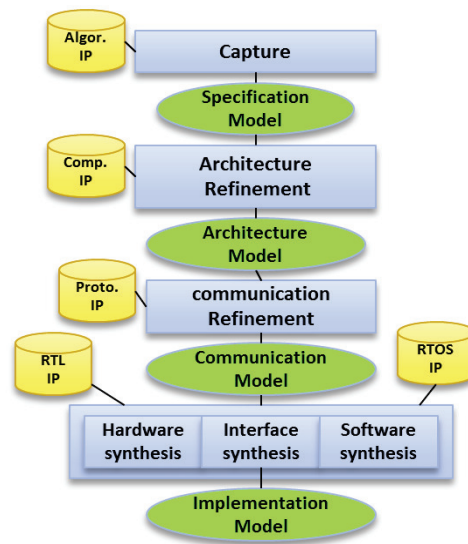 Algor.
IP
Capture
Specification
Model
Comp.
IP
Architecture
Refinement
Architecture
Model
Proto.
IP
communication
Refinement
Communication
Model
RTL
IP
RTOS
IP
Hardware
synthesis
Interface
synthesis
Software
synthesis
Implementation
Model